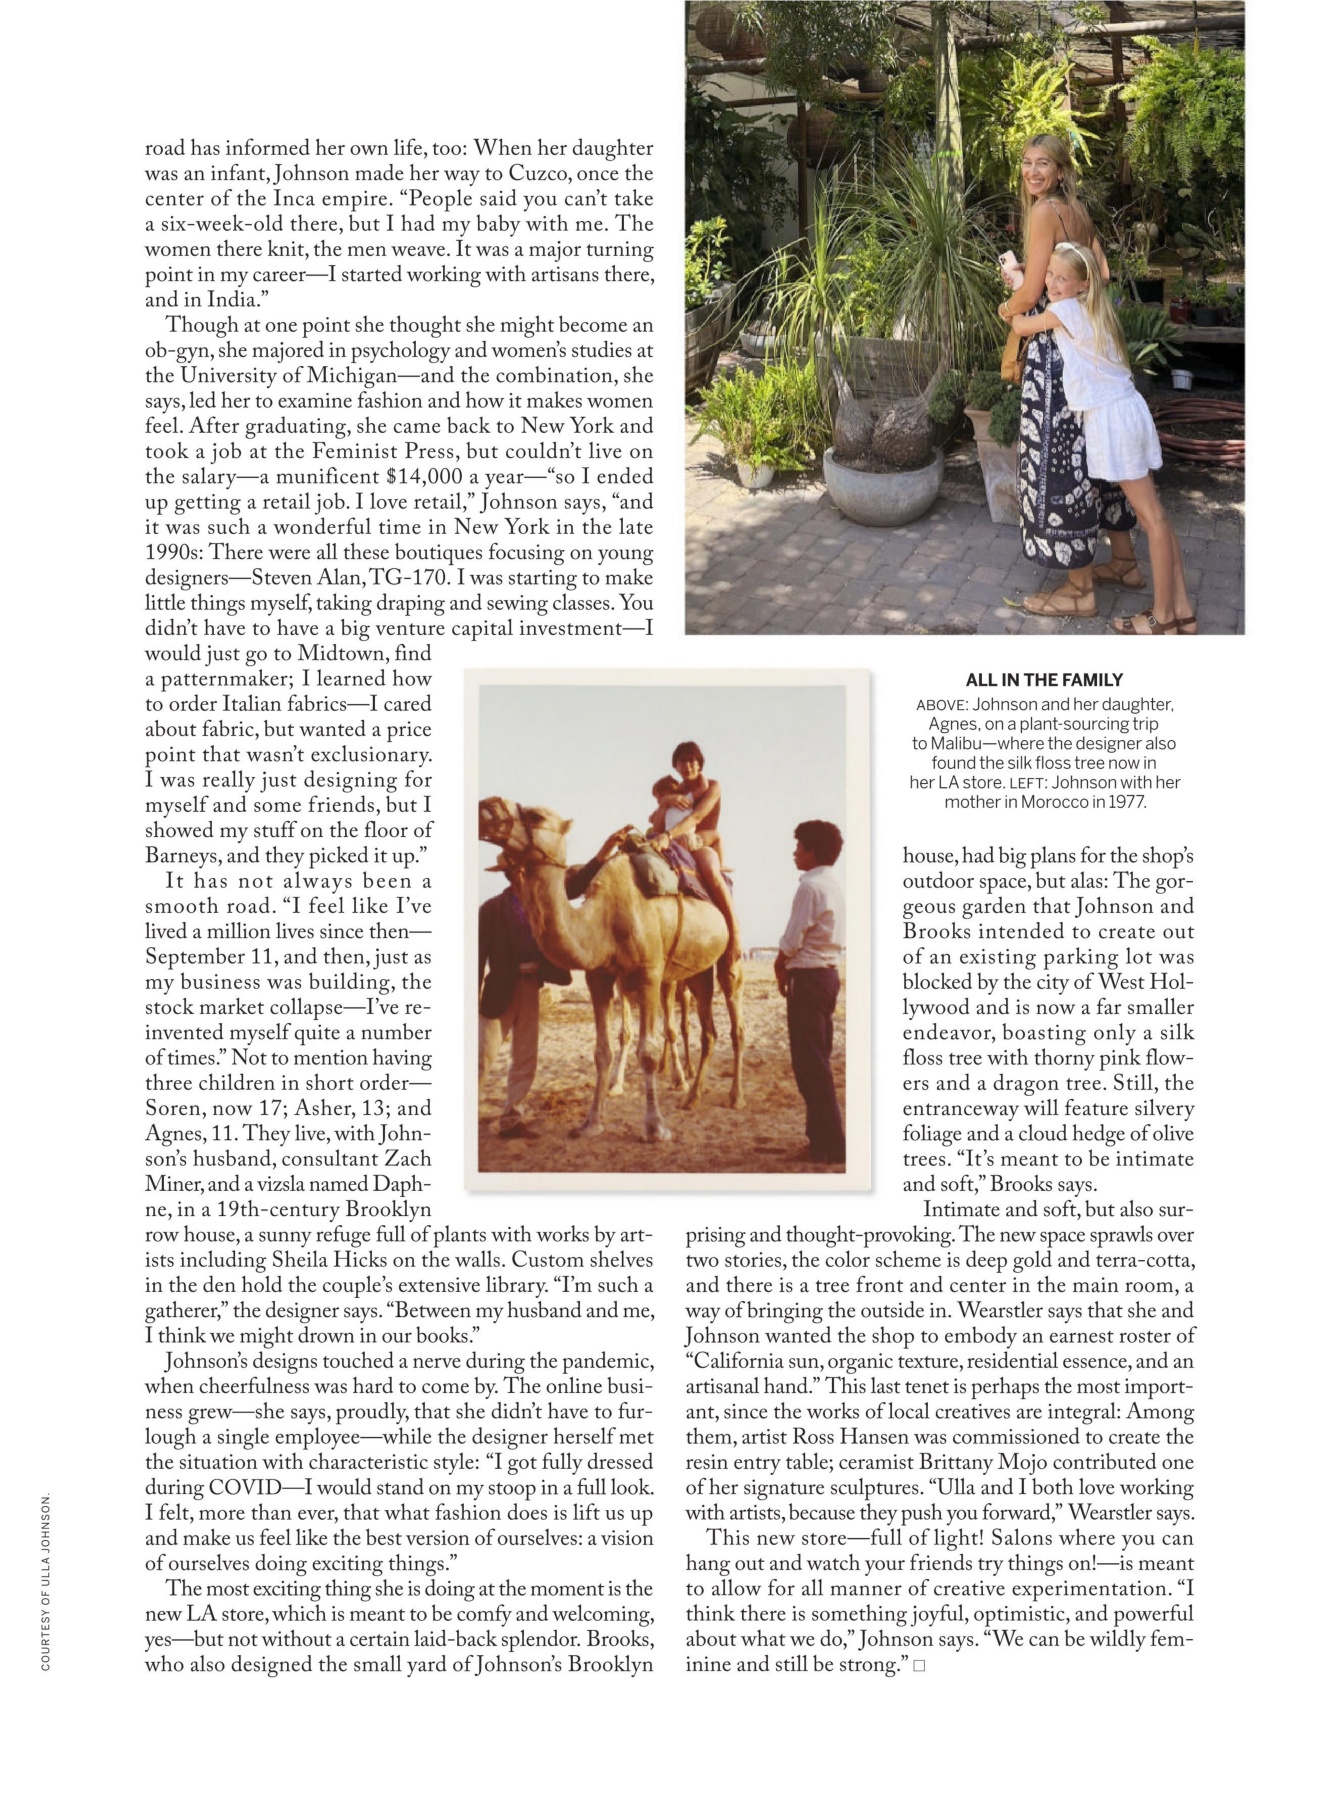 road has informed her own life, too: When her daughter
was an infant, Johnson made her way to Cuzco, once the
center of the Inca empire. “People said you can’t take
a six-week-old there, but I had my baby with me. The
women there knit, the men weave. It was a major turning
point in my career—I started working with artisans there,
and in India.”
Though at one point she thought she might become an
ob-gyn, she majored in psychology and women’s studies at
the University of Michigan—and the combination, she
says, led her to examine fashion and how it makes women
feel. After graduating, she came back to New York and
took a job at the Feminist Press, but couldn’t live on
the salary—a munificent $14,000 a year—“so I ended
up getting a retail job. I love retail,” Johnson says, “and
it was such a wonderful time in New York in the late
1990s: There were all these boutiques focusing on young
designers—Steven Alan, TG-170. I was starting to make
little things myself, taking draping and sewing classes. You
didn’t have to have a big venture capital investment—I
would just go to Midtown, find
a patternmaker; I learned how
to order Italian fabrics—I cared
about fabric, but wanted a price
point that wasn’t exclusionary.
I was really just designing for
myself and some friends, but I
showed my stuff on the floor of
Barneys, and they picked it up.”
It has not always been a
smooth road. “I feel like I’ve
lived a million lives since then—
September 11, and then, just as
my business was building, the
stock market collapse—I’ve re-
invented myself quite a number
of times.” Not to mention having
three children in short order—
Soren, now 17; Asher, 13; and
Agnes, 11. They live, with John-
son’s husband, consultant Zach
Miner, and a vizsla named Daph-
ne, in a 19th-century Brooklyn
row house, a sunny refuge full of plants with works by art-
ists including Sheila Hicks on the walls. Custom shelves
in the den hold the couple’s extensive library. “I’m such a
gatherer,” the designer says. “Between my husband and me,
I think we might drown in our books.”
Johnson’s designs touched a nerve during the pandemic,
when cheerfulness was hard to come by. The online busi-
ness grew—she says, proudly, that she didn’t have to fur-
lough a single employee—while the designer herself met
the situation with characteristic style: “I got fully dressed
during COVID—I would stand on my stoop in a full look.
I felt, more than ever, that what fashion does is lift us up
and make us feel like the best version of ourselves: a vision
of ourselves doing exciting things.”
The most exciting thing she is doing at the moment is the
new LA store, which is meant to be comfy and welcoming,
yes—but not without a certain laid-back splendor. Brooks,
who also designed the small yard of Johnson’s Brooklyn
ALL IN THE FAMILY
ABOVE: Johnson and her daughter,
Agnes, on a plant-sourcing trip
to Malibu—where the designer also
found the silk floss tree now in
her LA store. LEFT: Johnson with her
mother in Morocco in 1977.
house, had big plans for the shop’s
outdoor space, but alas: The gor-
geous garden that Johnson and
Brooks intended to create out
of an existing parking lot was
blocked by the city of West Hol-
lywood and is now a far smaller
endeavor, boasting only a silk
floss tree with thorny pink flow-
ers and a dragon tree. Still, the
entranceway will feature silvery
foliage and a cloud hedge of olive
trees. “It’s meant to be intimate
and soft,” Brooks says.
Intimate and soft, but also sur-
prising and thought-provoking. The new space sprawls over
two stories, the color scheme is deep gold and terra-cotta,
and there is a tree front and center in the main room, a
way of bringing the outside in. Wearstler says that she and
Johnson wanted the shop to embody an earnest roster of
“California sun, organic texture, residential essence, and an
artisanal hand.” This last tenet is perhaps the most import-
ant, since the works of local creatives are integral: Among
them, artist Ross Hansen was commissioned to create the
resin entry table; ceramist Brittany Mojo contributed one
of her signature sculptures. “Ulla and I both love working
with artists, because they push you forward,” Wearstler says.
This new store—full of light! Salons where you can
hang out and watch your friends try things on!—is meant
to allow for all manner of creative experimentation. “I
think there is something joyful, optimistic, and powerful
about what we do,” Johnson says. “We can be wildly fem-
inine and still be strong.” □
COURTESY OF ULLA JOHNSON.